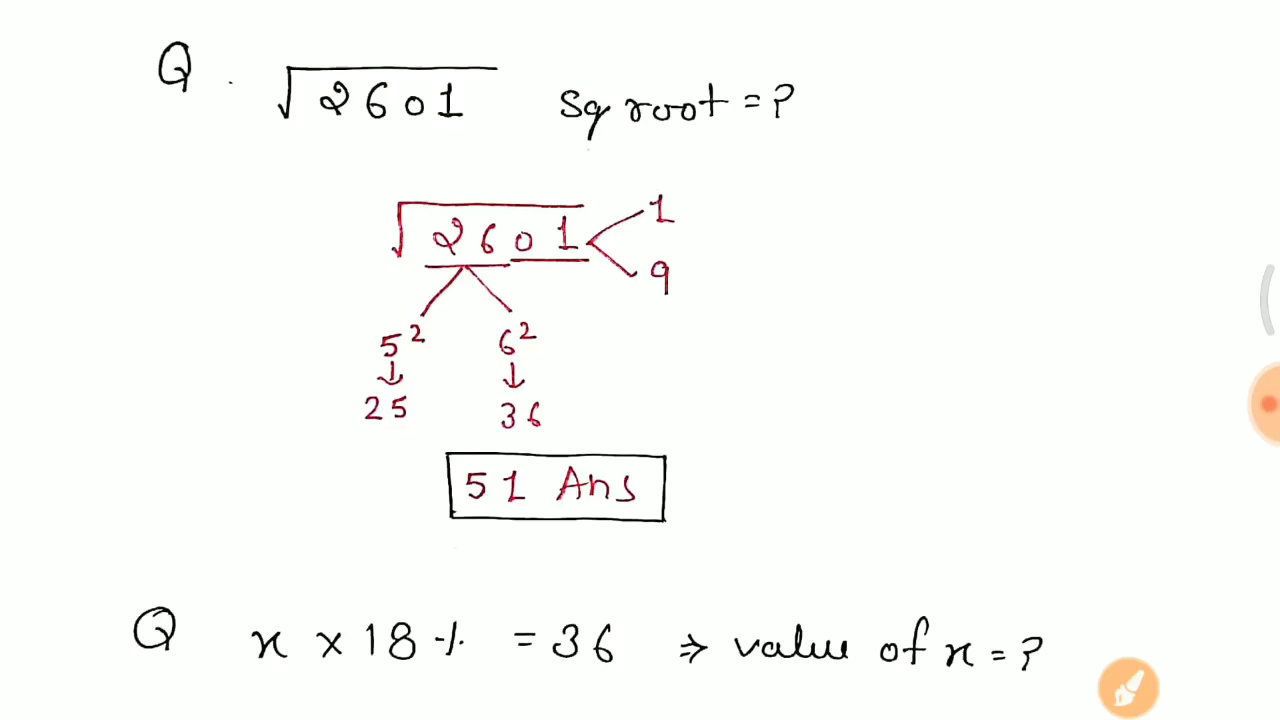 Q. √2601 sq root = ?
√2601 < 1
9
5² 6²
↓ ↓
25 36
51 Ans
Q x × 18 % = 36 ⇒ value of x = ?